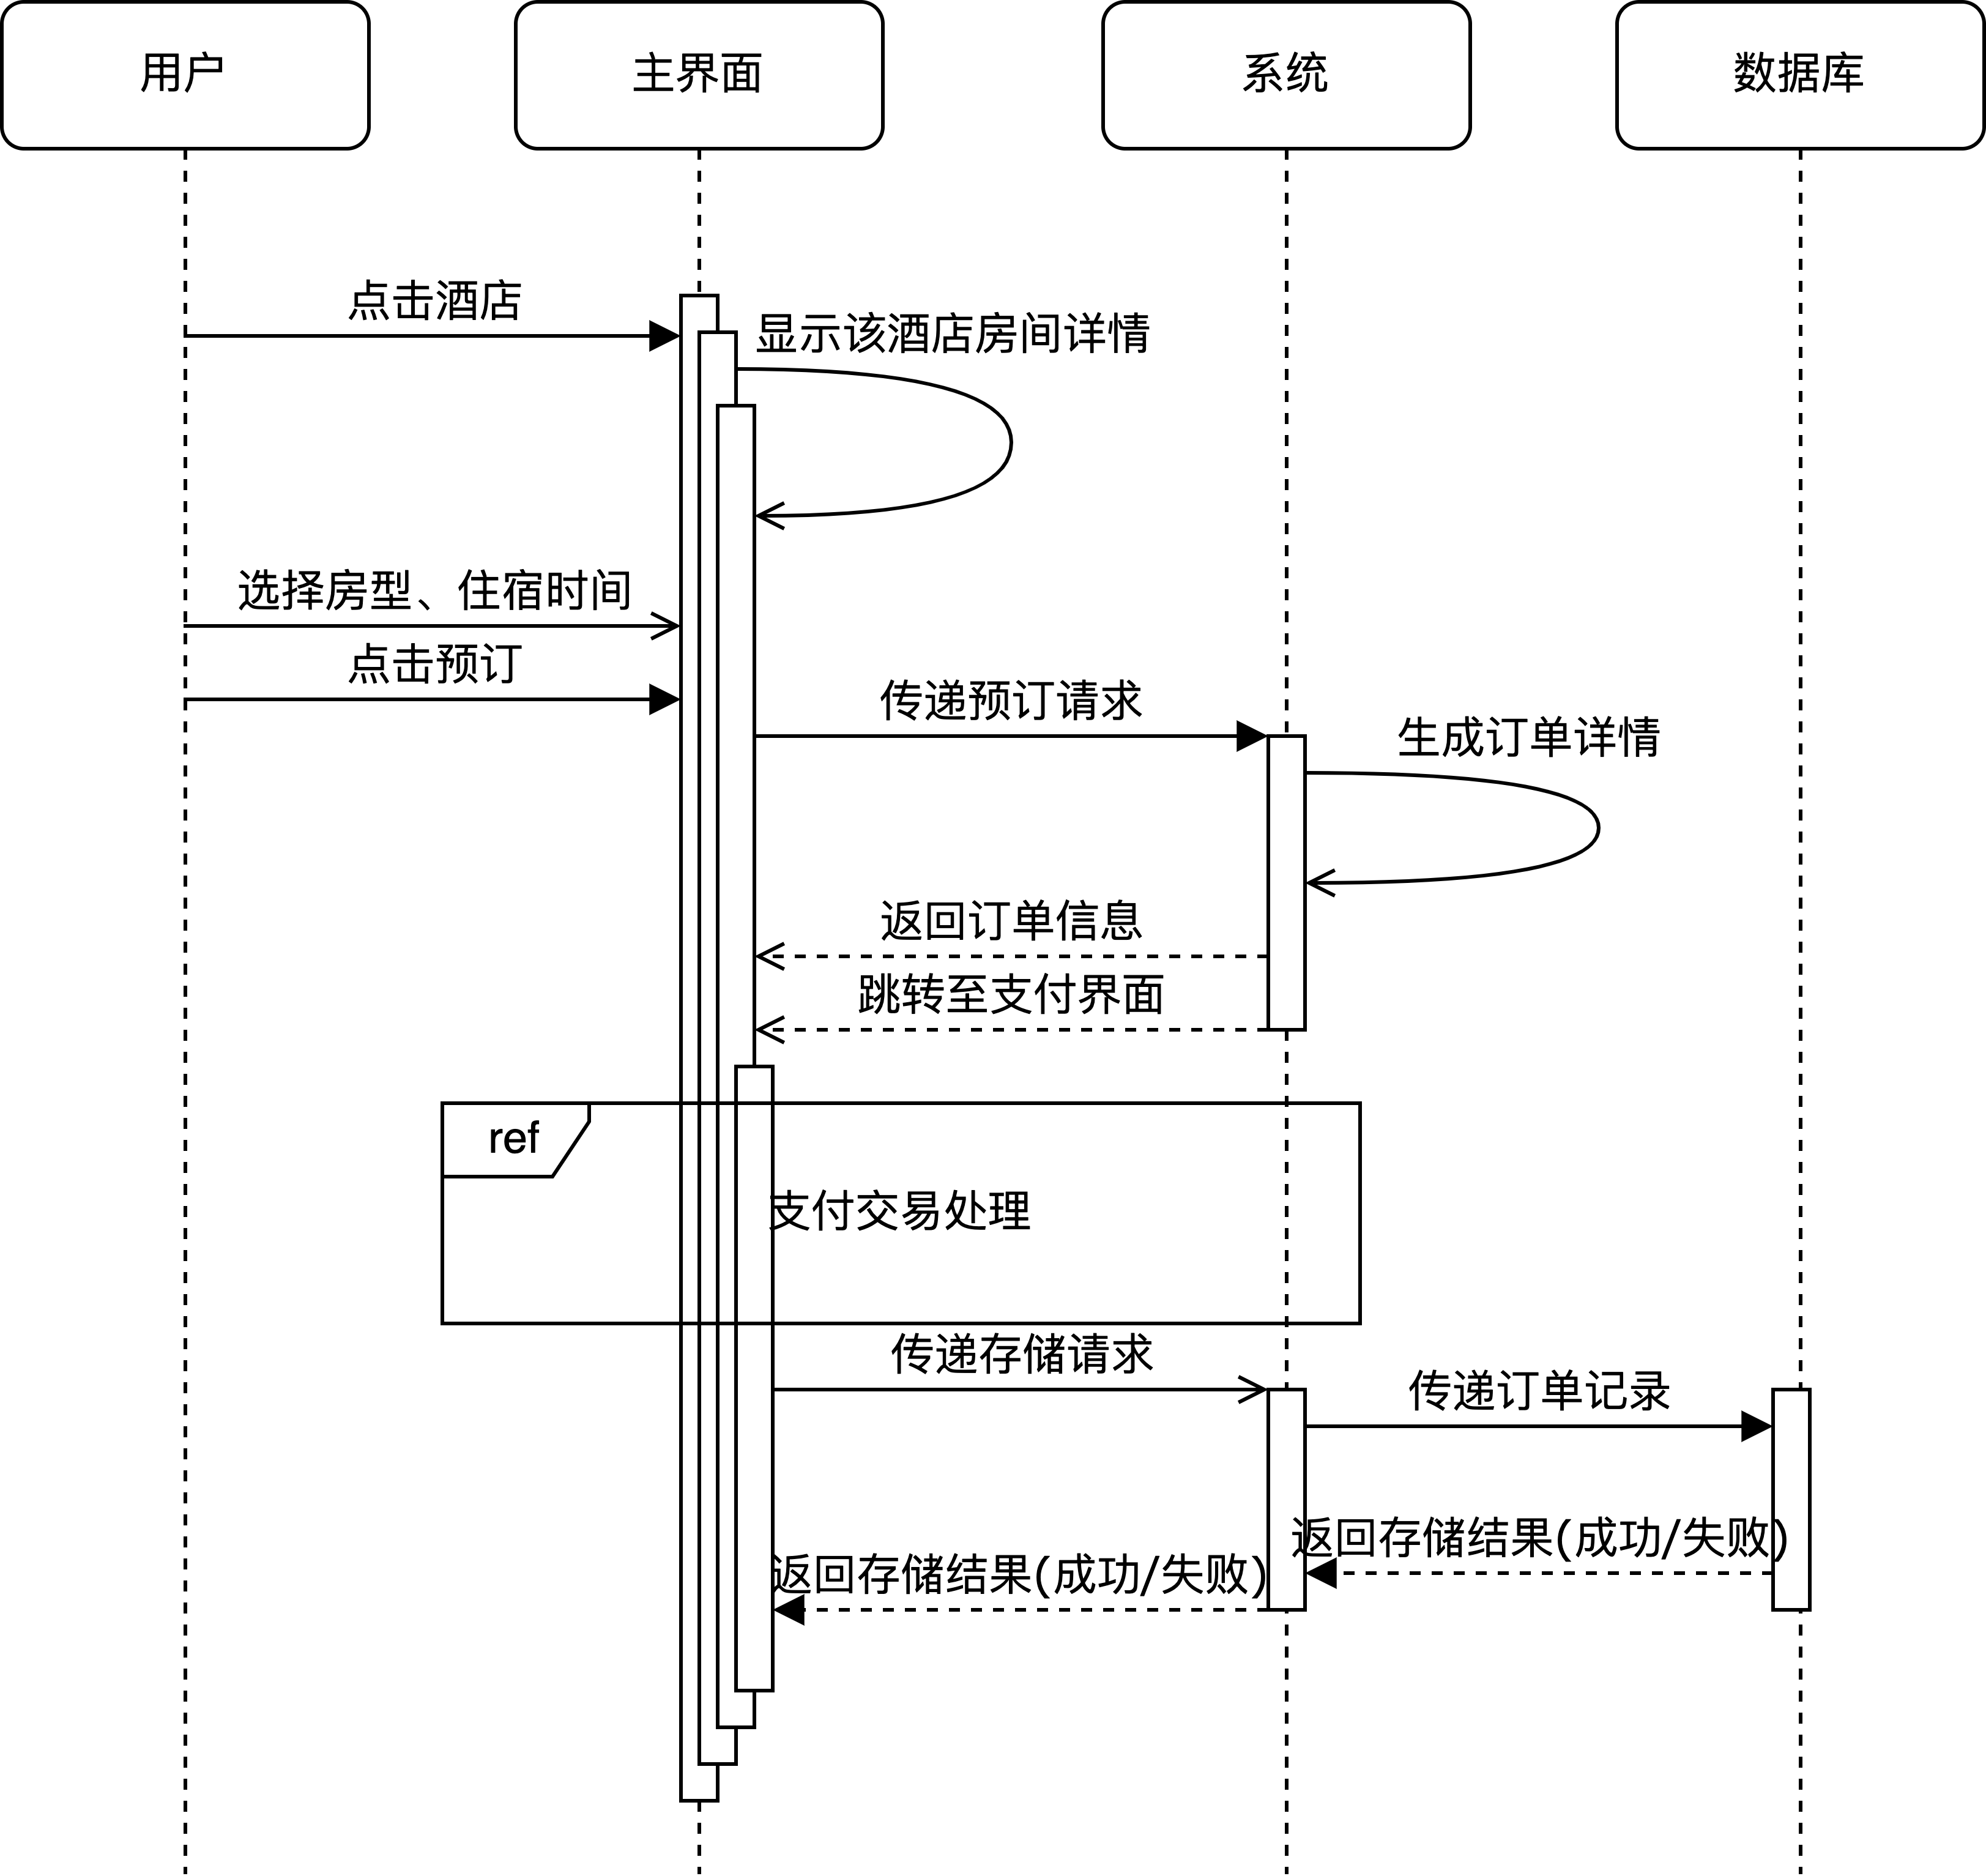 用户
主界面
系统
数据库
点击酒店
显示该酒店房间详情
选择房型、住宿时间
点击预订
传递预订请求
生成订单详情
返回订单信息
跳转至支付界面
ref
支付交易处理
传递存储请求
传递订单记录
返回存储结果(成功/失败)
返回存储结果(成功/失败)